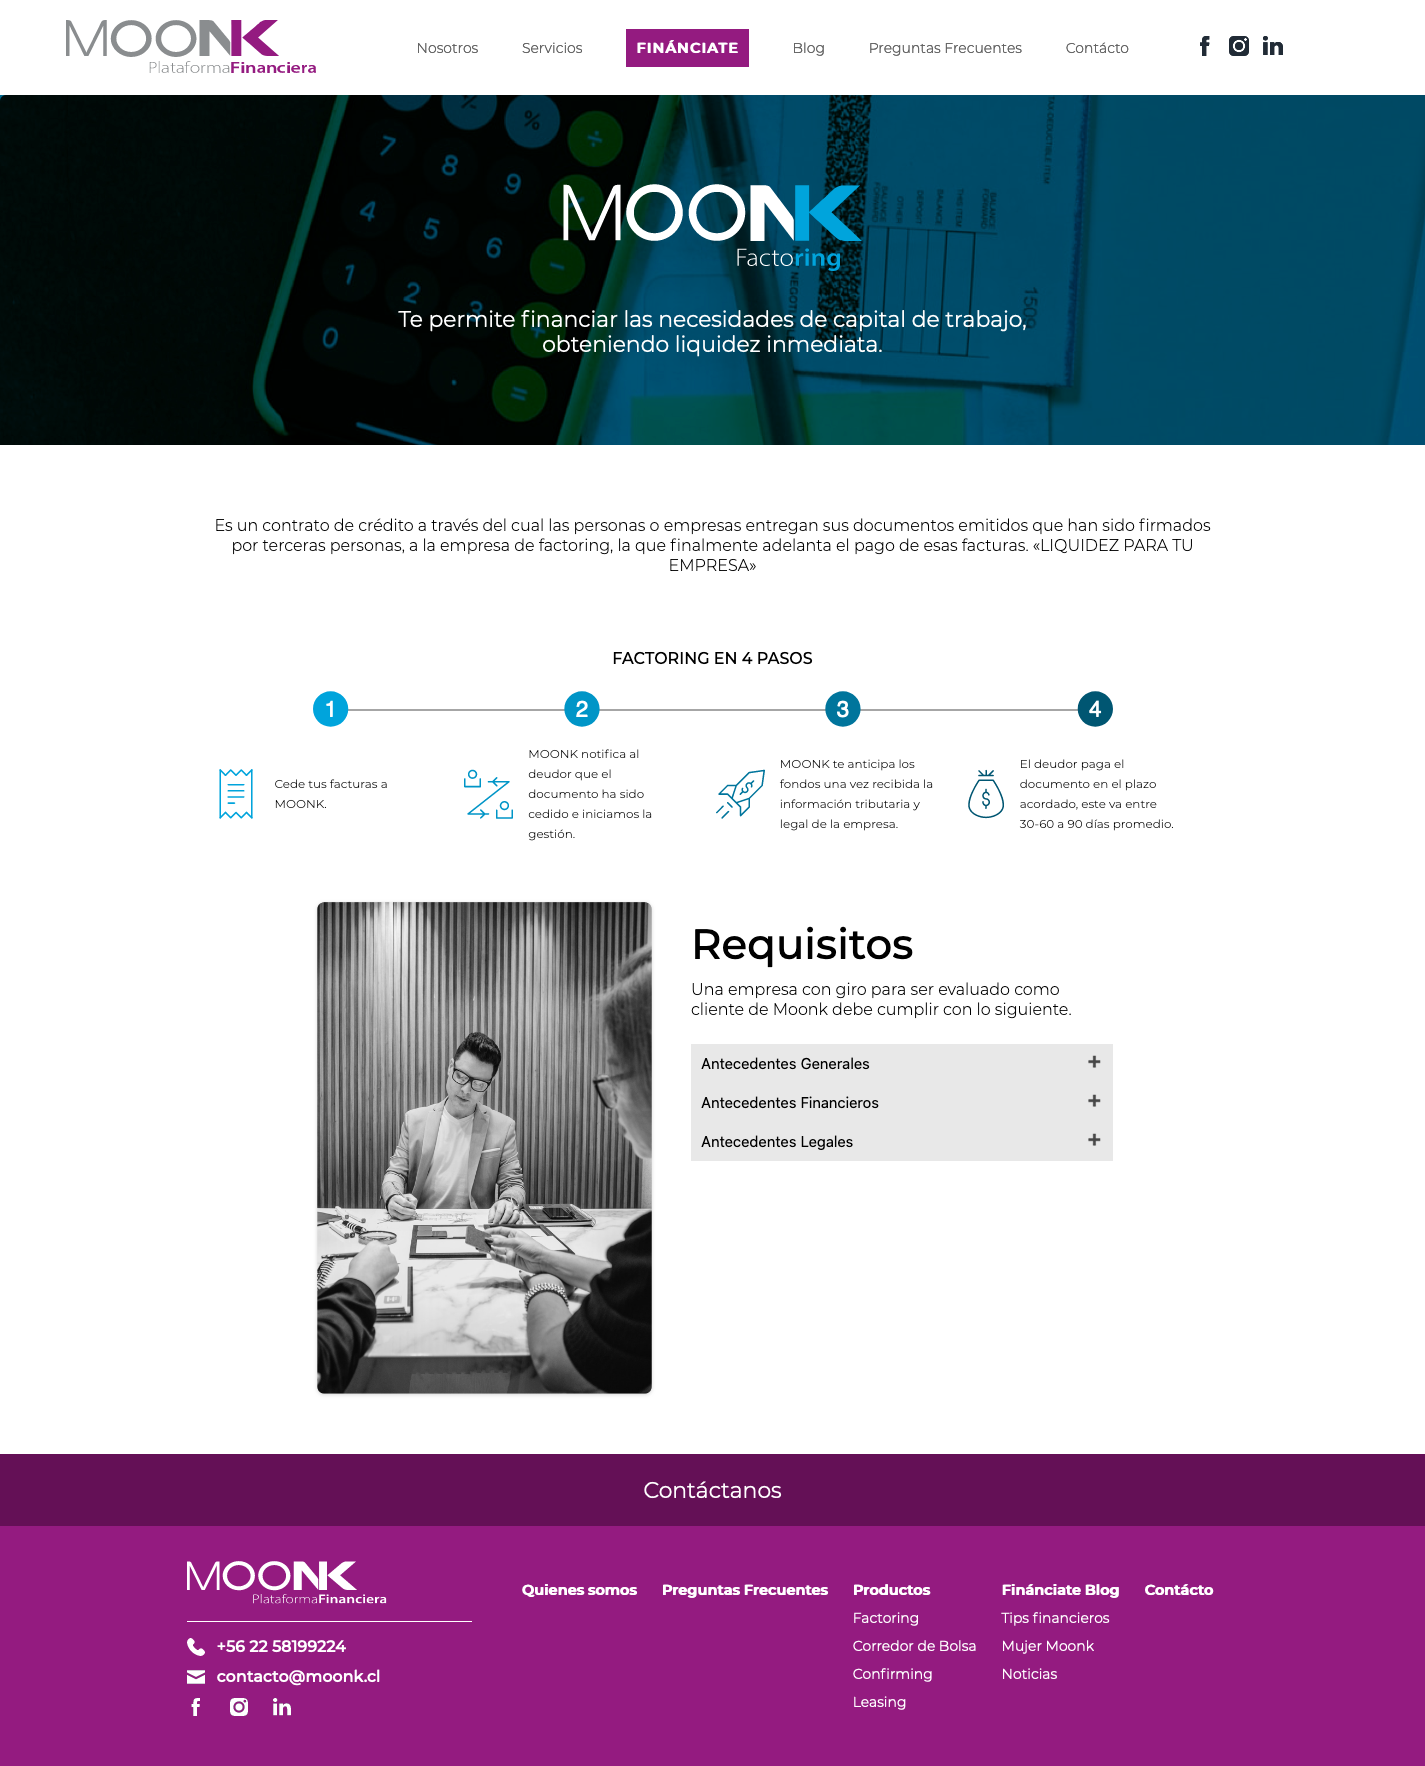 MOONK
PlataformaFinanciera
Nosotros
Servicios
FINÁNCIATE
Blog
Preguntas Frecuentes
Contácto
MOONK
Factoring
Te permite financiar las necesidades de capital de trabajo,
obteniendo liquidez inmediata.
Es un contrato de crédito a través del cual las personas o empresas entregan sus documentos emitidos que han sido firmados
por terceras personas, a la empresa de factoring, la que finalmente adelanta el pago de esas facturas. «LIQUIDEZ PARA TU
EMPRESA»
FACTORING EN 4 PASOS
1
2
3
4
Cede tus facturas a
MOONK.
MOONK notifica al
deudor que el
documento ha sido
cedido e iniciamos la
gestión.
MOONK te anticipa los
fondos una vez recibida la
información tributaria y
legal de la empresa.
El deudor paga el
documento en el plazo
acordado, este va entre
30-60 a 90 días promedio.
Requisitos
Una empresa con giro para ser evaluado como
cliente de Moonk debe cumplir con lo siguiente.
Antecedentes Generales
Antecedentes Financieros
Antecedentes Legales
Contáctanos
MOONK
PlataformaFinanciera
+56 22 58199224
contacto@moonk.cl
Quienes somos
Preguntas Frecuentes
Productos
Factoring
Corredor de Bolsa
Confirming
Leasing
Finánciate Blog
Tips financieros
Mujer Moonk
Noticias
Contácto